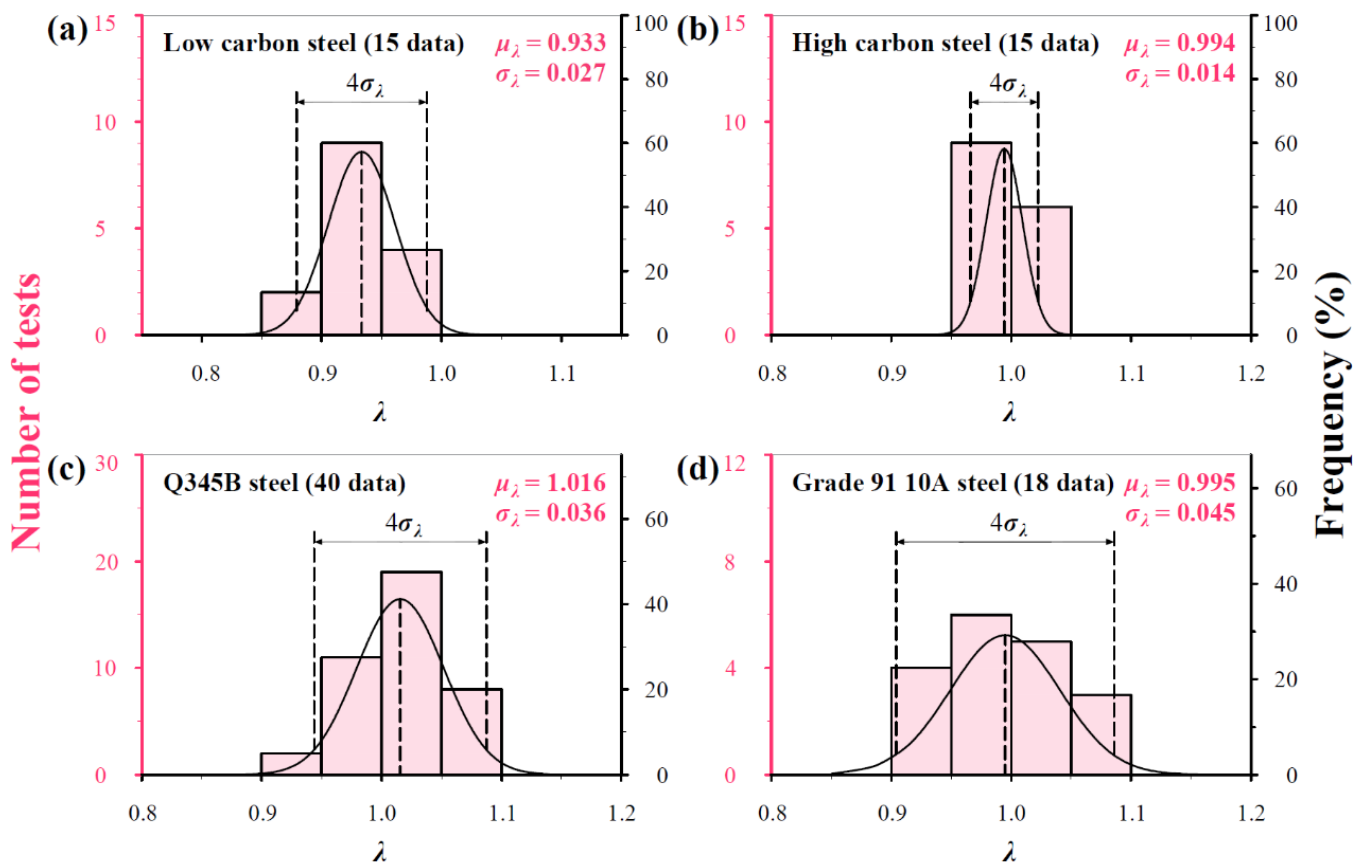 Number of tests
Frequency (%)
(a)
Low carbon steel (15 data)
μλ = 0.933
σλ = 0.027
4σλ
15
10
5
0
100
80
60
40
20
0
0.8 0.9 1.0 1.1
λ
(b)
High carbon steel (15 data)
μλ = 0.994
σλ = 0.014
4σλ
15
10
5
0
100
80
60
40
20
0
0.8 0.9 1.0 1.1 1.2
λ
(c)
Q345B steel (40 data)
μλ = 1.016
σλ = 0.036
4σλ
30
20
10
0
60
40
20
0
0.8 0.9 1.0 1.1 1.2
λ
(d)
Grade 91 10A steel (18 data)
μλ = 0.995
σλ = 0.045
4σλ
12
8
4
0
60
40
20
0
0.8 0.9 1.0 1.1 1.2
λ